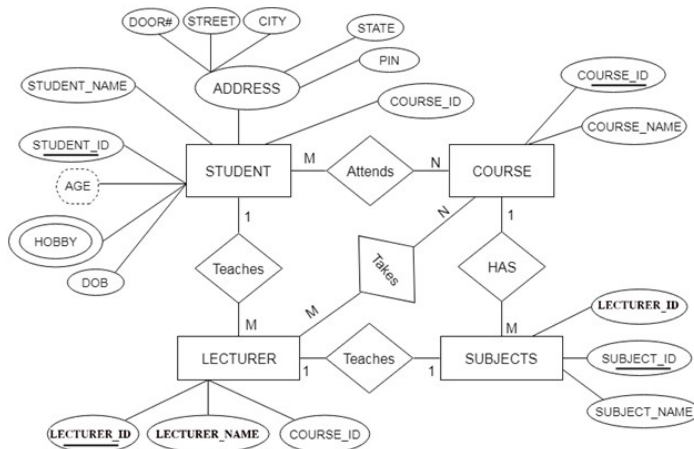 DOOR# STREET CITY
STATE
ADDRESS
PIN
STUDENT_NAME
COURSE_ID
COURSE_ID
COURSE_NAME
STUDENT_ID
STUDENT
M
Attends
N
COURSE
AGE
HOBBY
DOB
1
Teaches
M
N
Takes
M
1
HAS
M
LECTURER
1
Teaches
1
SUBJECTS
LECTURER_ID
SUBJECT_ID
SUBJECT_NAME
LECTURER_ID
LECTURER_NAME
COURSE_ID